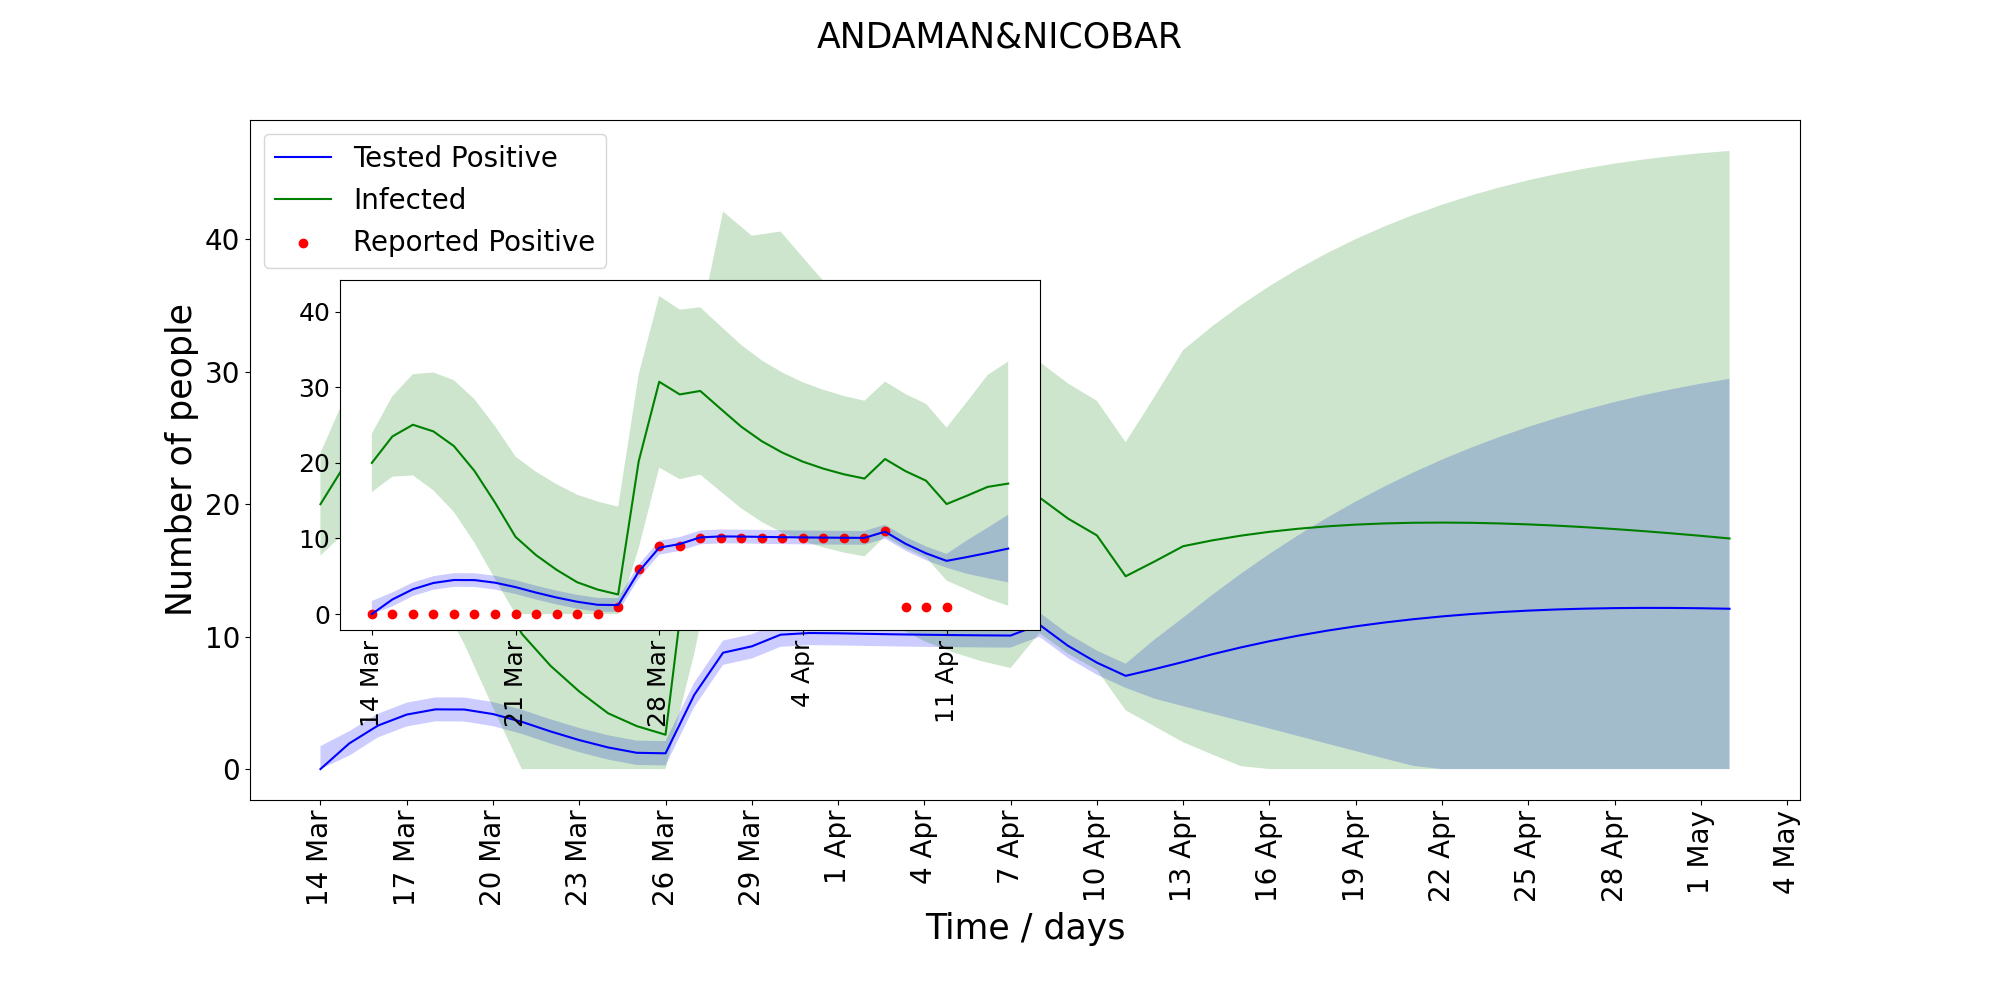 ANDAMAN&NICOBAR
Tested Positive
Infected
Reported Positive
Number of people
40
30
20
10
0
40
30
20
10
0
14 Mar
21 Mar
28 Mar
4 Apr
11 Apr
14 Mar
17 Mar
20 Mar
23 Mar
26 Mar
29 Mar
1 Apr
4 Apr
7 Apr
10 Apr
13 Apr
16 Apr
19 Apr
22 Apr
25 Apr
28 Apr
1 May
4 May
Time / days